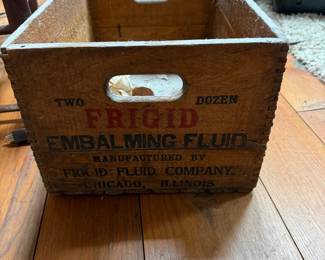 TWO DOZEN
FRIGID
EMBALMING FLUID
MANUFACTURED BY
FRIGID FLUID COMPANY.
CHICAGO, ILLINOIS